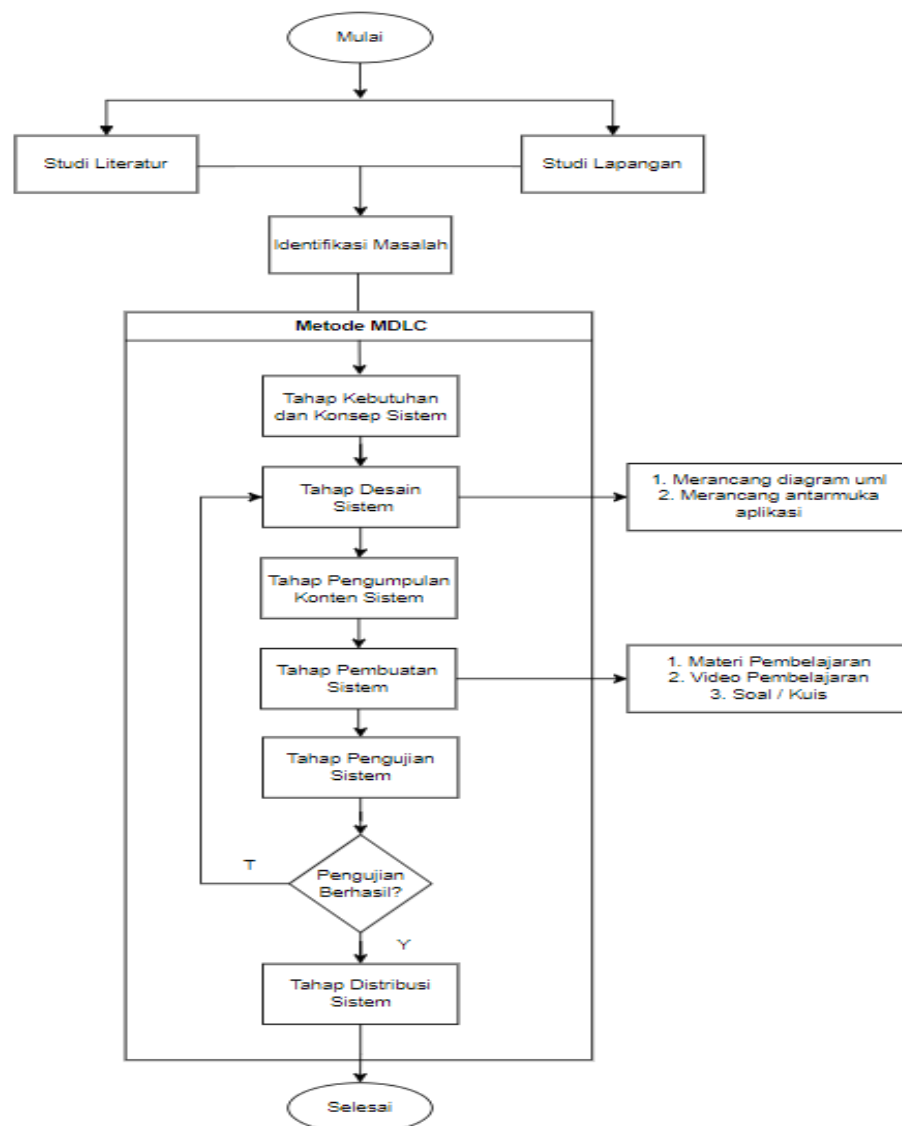 Mulai
Studi Literatur
Studi Lapangan
Identifikasi Masalah
Metode MDLC
Tahap Kebutuhan
dan Konsep Sistem
Tahap Desain
Sistem
1. Merancang diagram uml
2. Merancang antarmuka
aplikasi
Tahap Pengumpulan
Konten Sistem
Tahap Pembuatan
Sistem
1. Materi Pembelajaran
2. Video Pembelajaran
3. Soal / Kuis
Tahap Pengujian
Sistem
T
Pengujian
Berhasil?
Y
Tahap Distribusi
Sistem
Selesai